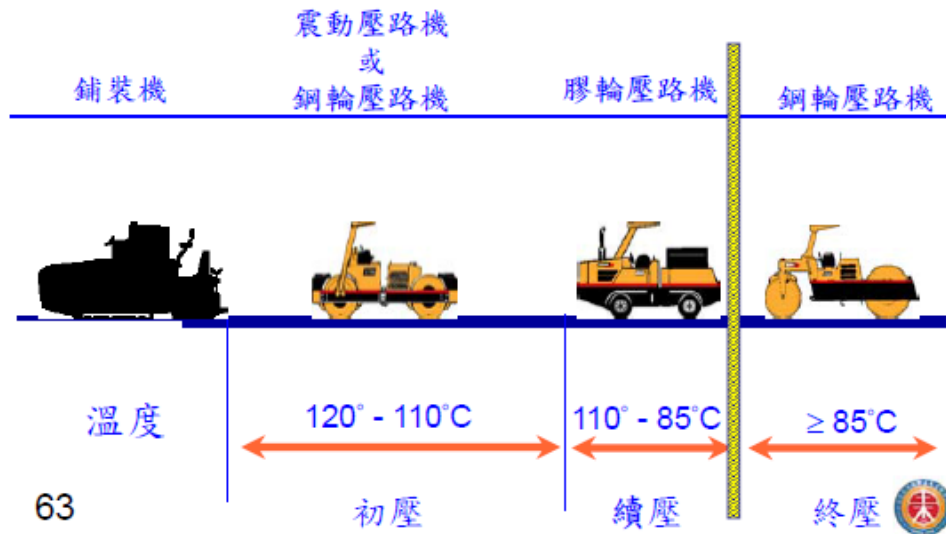 鋪裝機
震動壓路機
或
鋼輪壓路機
膠輪壓路機
鋼輪壓路機
溫度
120° - 110°C
110° - 85°C
≥ 85°C
初壓
續壓
終壓
63